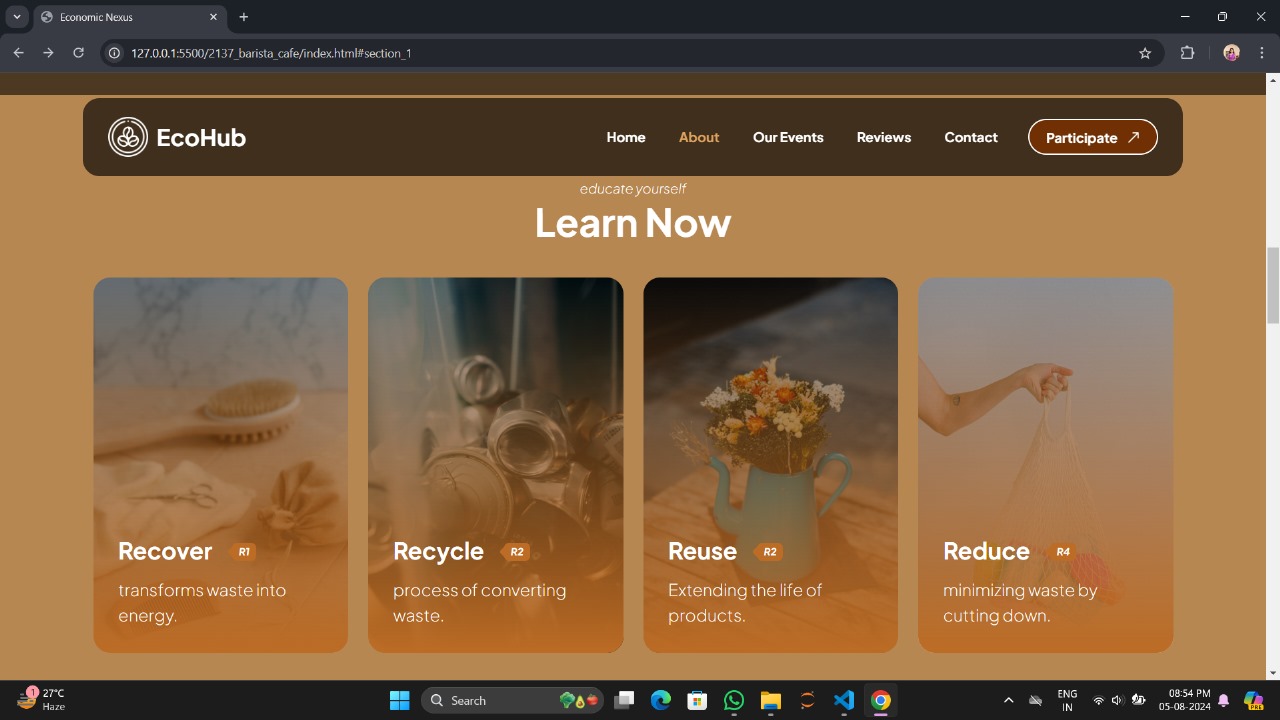 Economic Nexus
127.0.0.1:5500/2137_barista_cafe/index.html#section_1
EcoHub
Home
About
Our Events
Reviews
Contact
Participate
educate yourself
Learn Now
Recover R1
transforms waste into
energy.
Recycle R2
process of converting
waste.
Reuse R2
Extending the life of
products.
Reduce R4
minimizing waste by
cutting down.
1
27°C
Haze
Search
ENG
IN
08:54 PM
05-08-2024
PRE